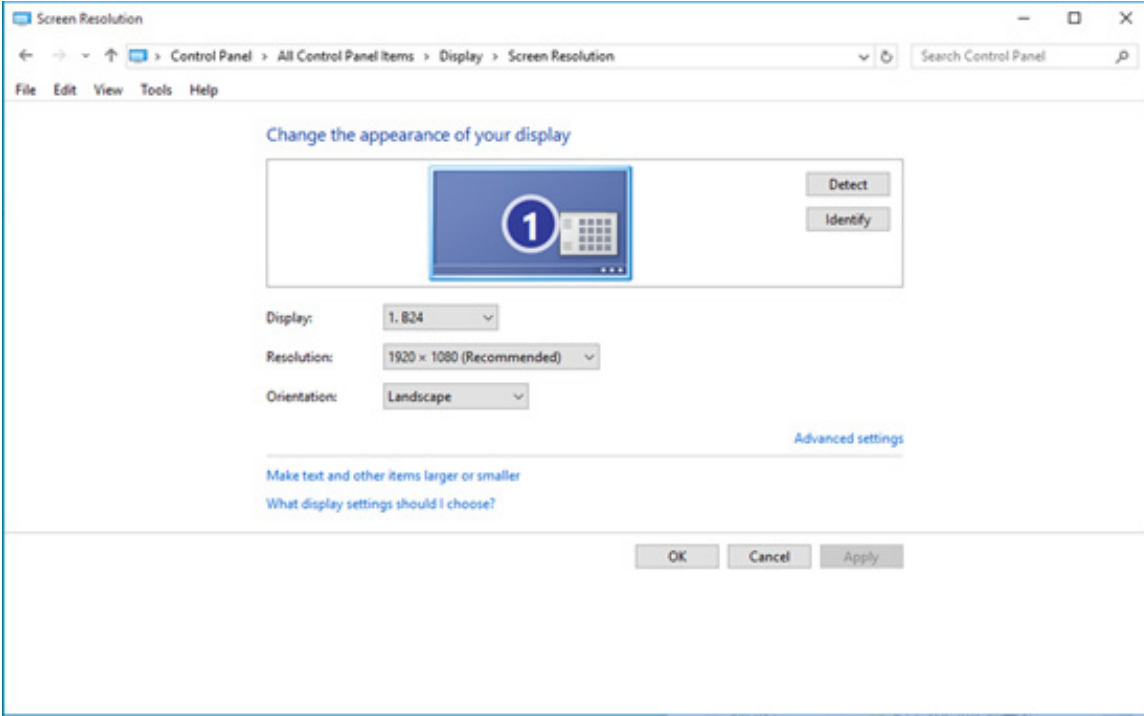 Screen Resolution
Control Panel > All Control Panel Items > Display > Screen Resolution
Search Control Panel
File Edit View Tools Help
Change the appearance of your display
1
Detect
Identify
Display: 1. B24
Resolution: 1920 × 1080 (Recommended)
Orientation: Landscape
Advanced settings
Make text and other items larger or smaller
What display settings should I choose?
OK Cancel Apply